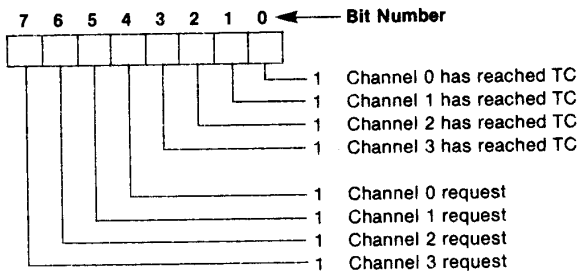 7 6 5 4 3 2 1 0 Bit Number
1 Channel 0 has reached TC
1 Channel 1 has reached TC
1 Channel 2 has reached TC
1 Channel 3 has reached TC
1 Channel 0 request
1 Channel 1 request
1 Channel 2 request
1 Channel 3 request